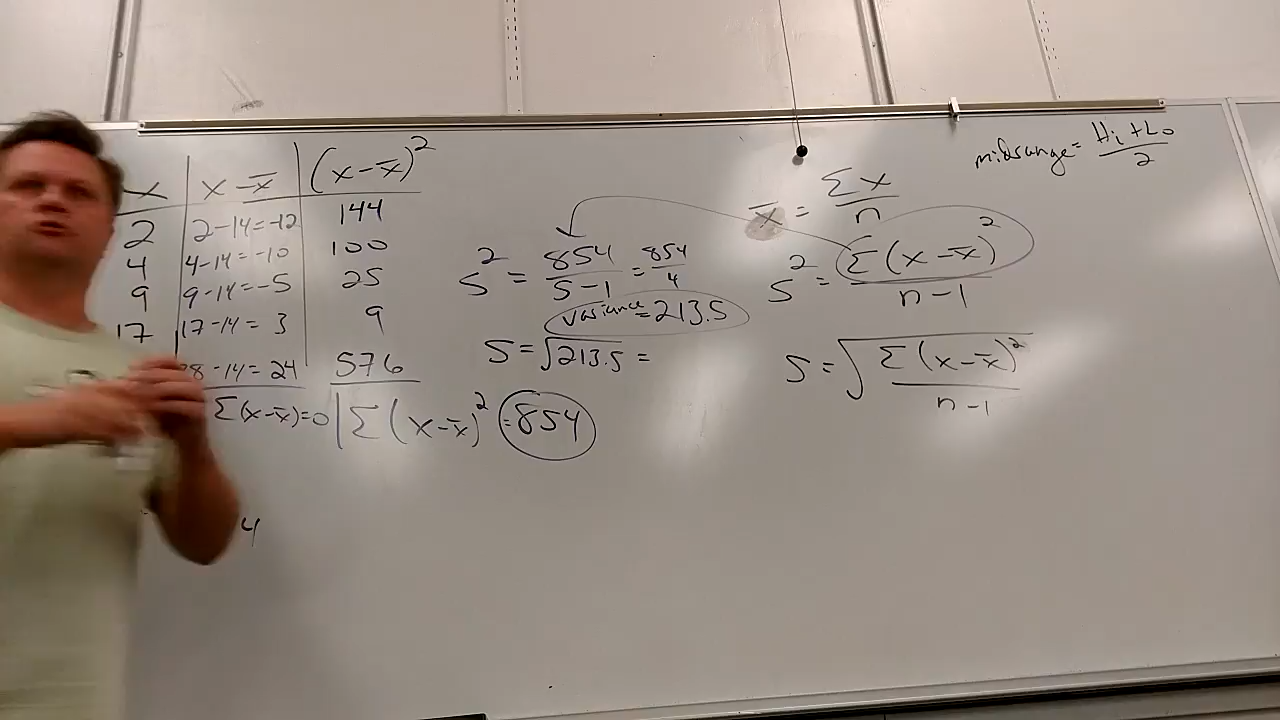 midrange = Hi + Lo / 2
x | x - x̄ | (x - x̄)²
2 | 2-14=-12 | 144
4 | 4-14=-10 | 100
9 | 9-14=-5 | 25
17 | 17-14= 3 | 9
8-14=24 | 576
Σ(x-x̄)=0 | Σ(x-x̄)² = 854
4
s² = 854 / 5-1 = 854 / 4
variance = 213.5
s = √213.5 =
x̄ = Σx / n
s² = Σ(x-x̄)² / n-1
s = √ Σ(x-x̄)² / n-1